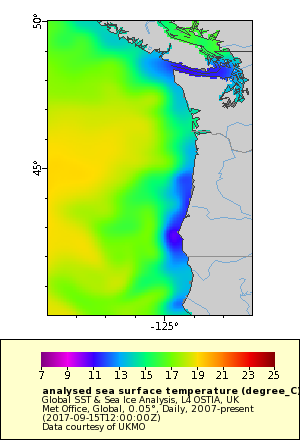 50°
45°
-125°
7 9 11 13 15 17 19 21 23 25
analysed sea surface temperature (degree_C)
Global SST & Sea Ice Analysis, L4 OSTIA, UK
Met Office, Global, 0.05°, Daily, 2007-present
(2017-09-15T12:00:00Z)
Data courtesy of UKMO